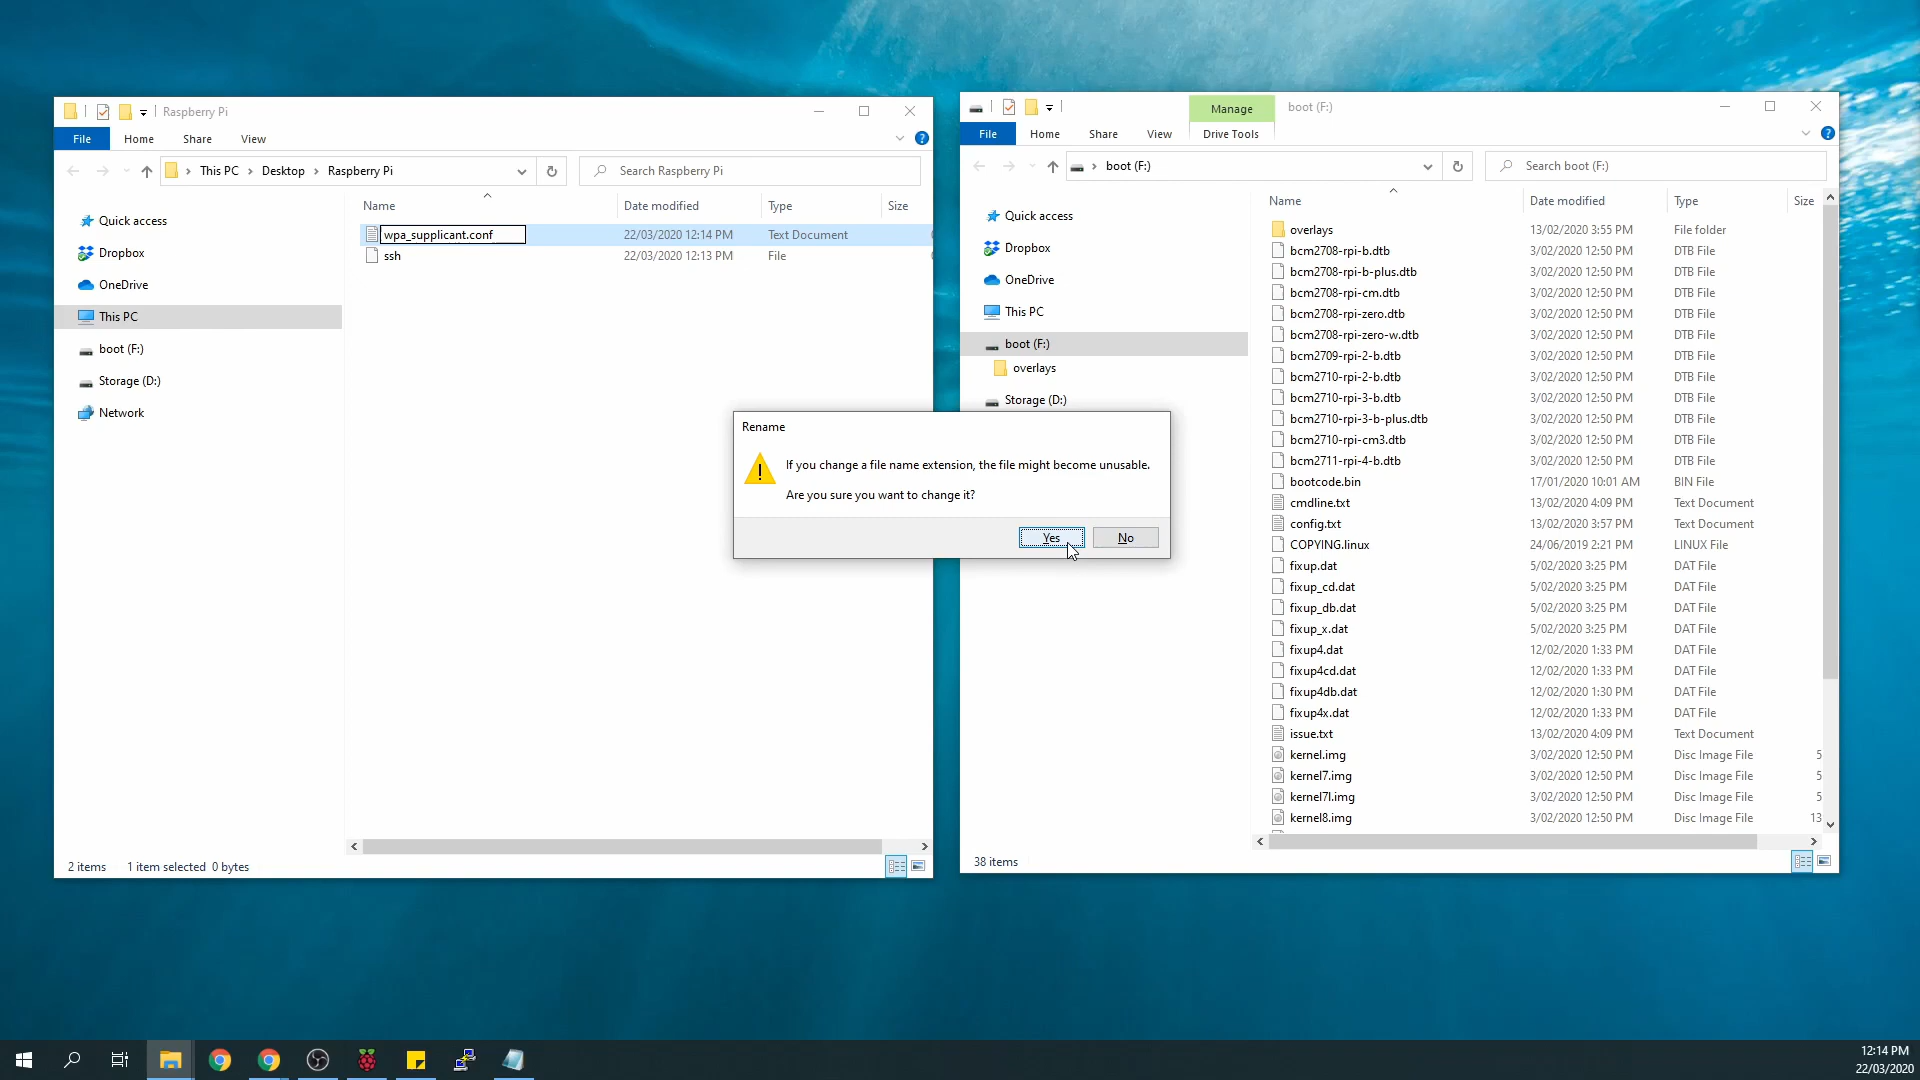 Raspberry Pi
File Home Share View
This PC Desktop Raspberry Pi
Search Raspberry Pi
Name Date modified Type Size
Quick access
Dropbox
OneDrive
This PC
boot (F:)
Storage (D:)
Network
wpa_supplicant.conf 22/03/2020 12:14 PM Text Document
ssh 22/03/2020 12:13 PM File
2 items 1 item selected 0 bytes
Manage boot (F:)
File Home Share View Drive Tools
boot (F:)
Search boot (F:)
Name Date modified Type Size
Quick access
Dropbox
OneDrive
This PC
boot (F:)
overlays
Storage (D:)
overlays 13/02/2020 3:55 PM File folder
bcm2708-rpi-b.dtb 3/02/2020 12:50 PM DTB File
bcm2708-rpi-b-plus.dtb 3/02/2020 12:50 PM DTB File
bcm2708-rpi-cm.dtb 3/02/2020 12:50 PM DTB File
bcm2708-rpi-zero.dtb 3/02/2020 12:50 PM DTB File
bcm2708-rpi-zero-w.dtb 3/02/2020 12:50 PM DTB File
bcm2709-rpi-2-b.dtb 3/02/2020 12:50 PM DTB File
bcm2710-rpi-2-b.dtb 3/02/2020 12:50 PM DTB File
bcm2710-rpi-3-b.dtb 3/02/2020 12:50 PM DTB File
bcm2710-rpi-3-b-plus.dtb 3/02/2020 12:50 PM DTB File
bcm2710-rpi-cm3.dtb 3/02/2020 12:50 PM DTB File
bcm2711-rpi-4-b.dtb 3/02/2020 12:50 PM DTB File
bootcode.bin 17/01/2020 10:01 AM BIN File
cmdline.txt 13/02/2020 4:09 PM Text Document
config.txt 13/02/2020 3:57 PM Text Document
COPYING.linux 24/06/2019 2:21 PM LINUX File
fixup.dat 5/02/2020 3:25 PM DAT File
fixup_cd.dat 5/02/2020 3:25 PM DAT File
fixup_db.dat 5/02/2020 3:25 PM DAT File
fixup_x.dat 5/02/2020 3:25 PM DAT File
fixup4.dat 12/02/2020 1:33 PM DAT File
fixup4cd.dat 12/02/2020 1:33 PM DAT File
fixup4db.dat 12/02/2020 1:30 PM DAT File
fixup4x.dat 12/02/2020 1:33 PM DAT File
issue.txt 13/02/2020 4:09 PM Text Document
kernel.img 3/02/2020 12:50 PM Disc Image File 5
kernel7.img 3/02/2020 12:50 PM Disc Image File 5
kernel7l.img 3/02/2020 12:50 PM Disc Image File 5
kernel8.img 3/02/2020 12:50 PM Disc Image File 13
38 items
Rename
If you change a file name extension, the file might become unusable.
Are you sure you want to change it?
Yes No
12:14 PM
22/03/2020